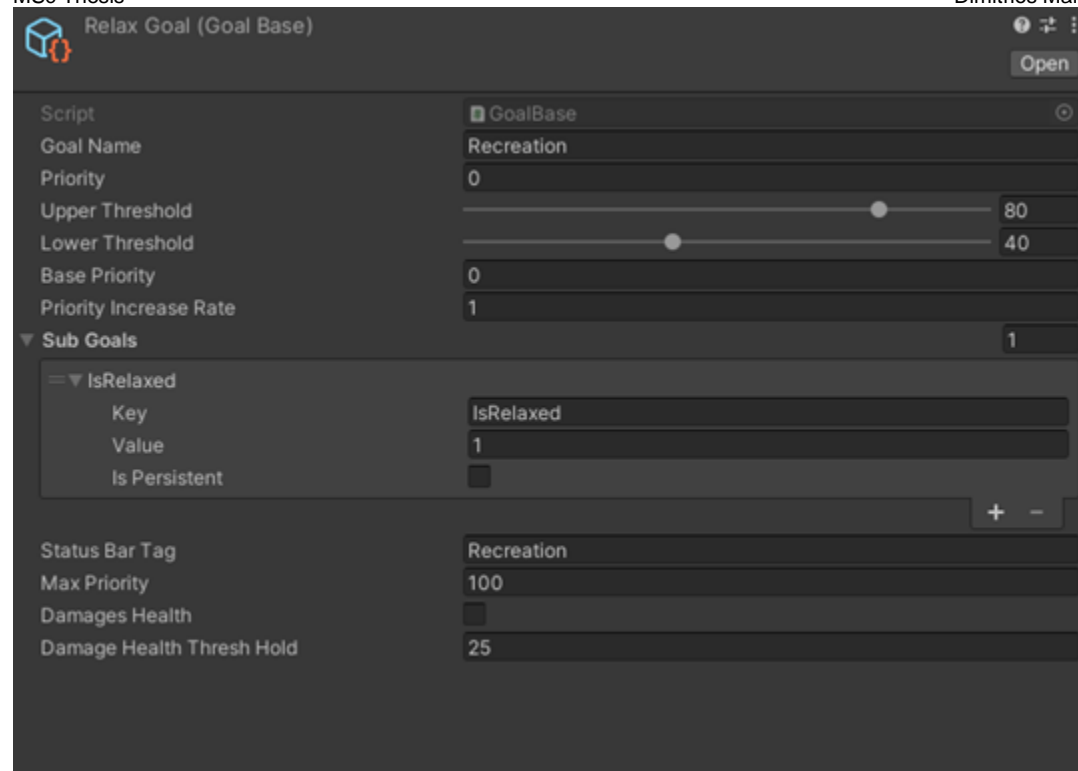 MSc Thesis
Relax Goal (Goal Base)
Open
Script GoalBase
Goal Name Recreation
Priority 0
Upper Threshold 80
Lower Threshold 40
Base Priority 0
Priority Increase Rate 1
Sub Goals 1
IsRelaxed
Key IsRelaxed
Value 1
Is Persistent
Status Bar Tag Recreation
Max Priority 100
Damages Health
Damage Health Thresh Hold 25